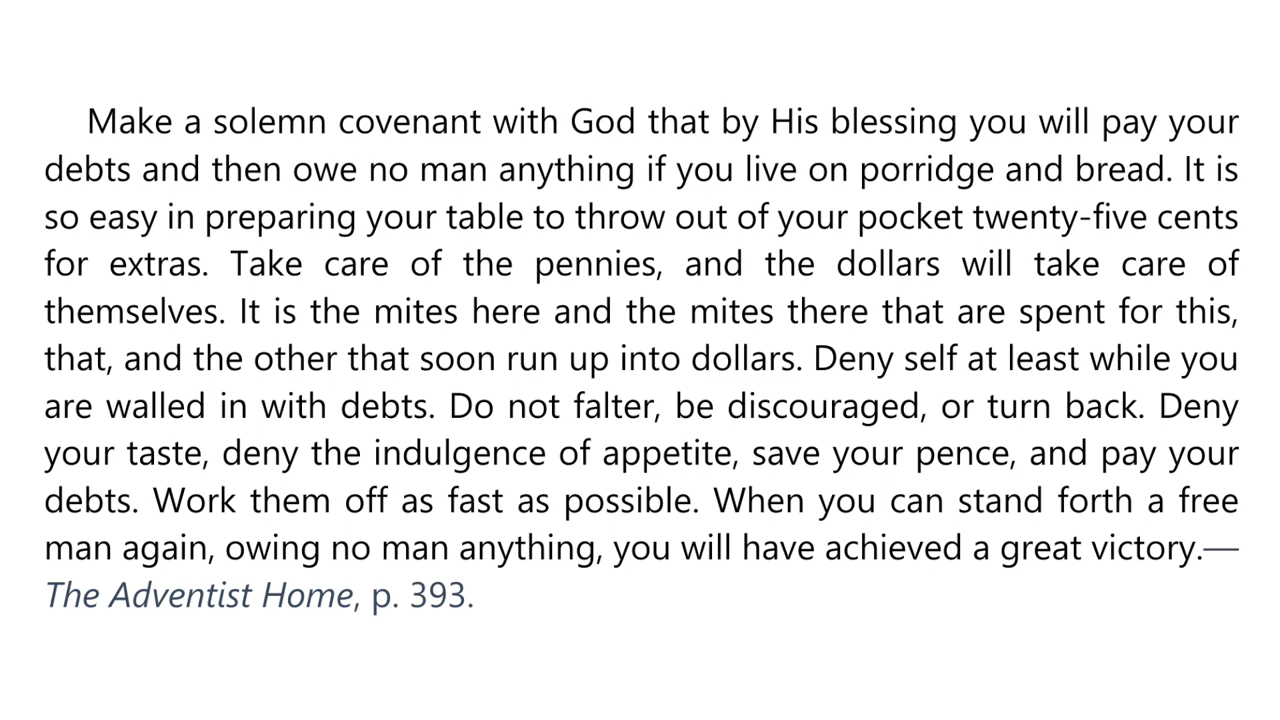 Make a solemn covenant with God that by His blessing you will pay your
debts and then owe no man anything if you live on porridge and bread. It is
so easy in preparing your table to throw out of your pocket twenty-five cents
for extras. Take care of the pennies, and the dollars will take care of
themselves. It is the mites here and the mites there that are spent for this,
that, and the other that soon run up into dollars. Deny self at least while you
are walled in with debts. Do not falter, be discouraged, or turn back. Deny
your taste, deny the indulgence of appetite, save your pence, and pay your
debts. Work them off as fast as possible. When you can stand forth a free
man again, owing no man anything, you will have achieved a great victory.—
The Adventist Home, p. 393.